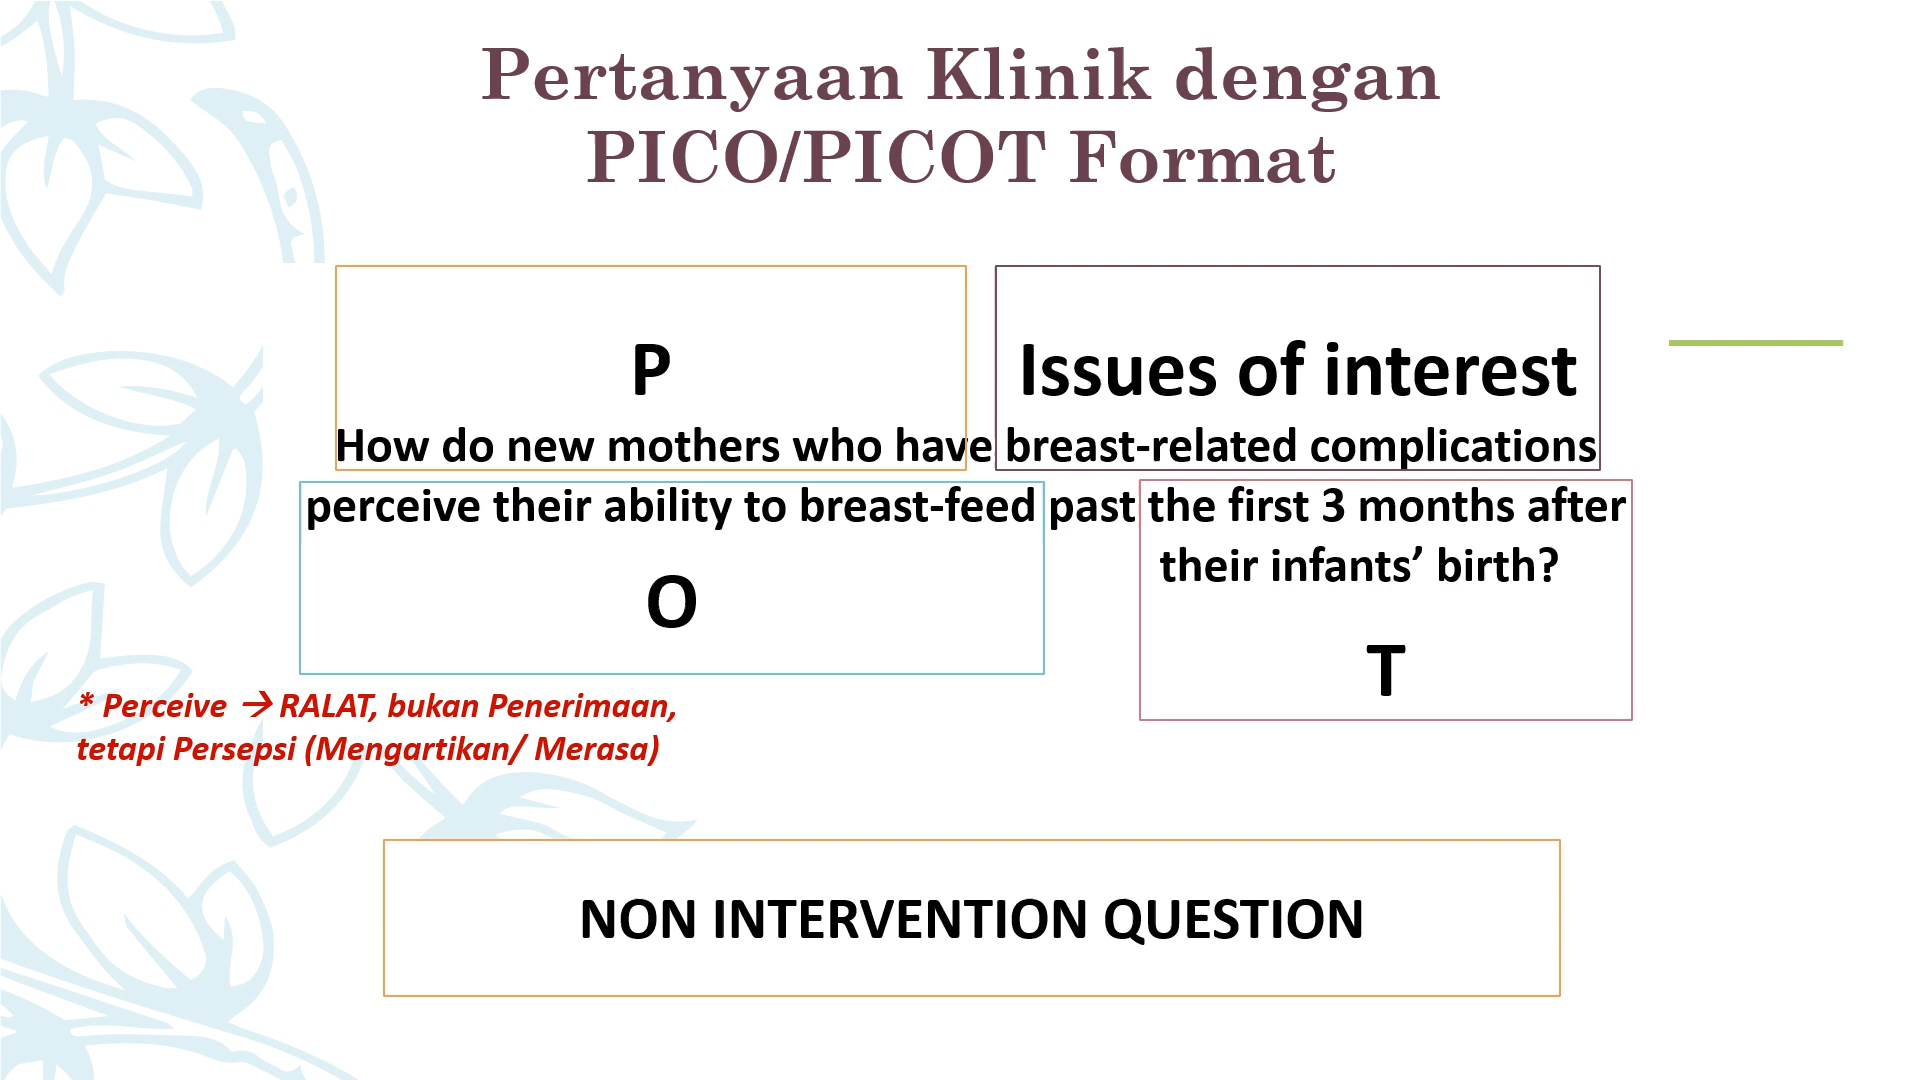 Pertanyaan Klinik dengan
PICO/PICOT Format
P
Issues of interest
How do new mothers who have breast-related complications
perceive their ability to breast-feed past the first 3 months after
their infants’ birth?
O
T
* Perceive → RALAT, bukan Penerimaan,
tetapi Persepsi (Mengartikan/ Merasa)
NON INTERVENTION QUESTION